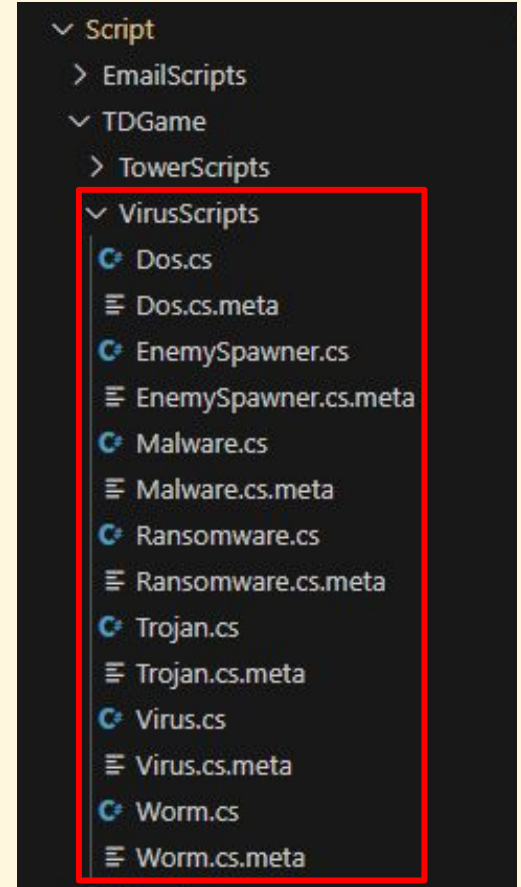 Script
EmailScripts
TDGame
TowerScripts
VirusScripts
C# Dos.cs
Dos.cs.meta
C# EnemySpawner.cs
EnemySpawner.cs.meta
C# Malware.cs
Malware.cs.meta
C# Ransomware.cs
Ransomware.cs.meta
C# Trojan.cs
Trojan.cs.meta
C# Virus.cs
Virus.cs.meta
C# Worm.cs
Worm.cs.meta